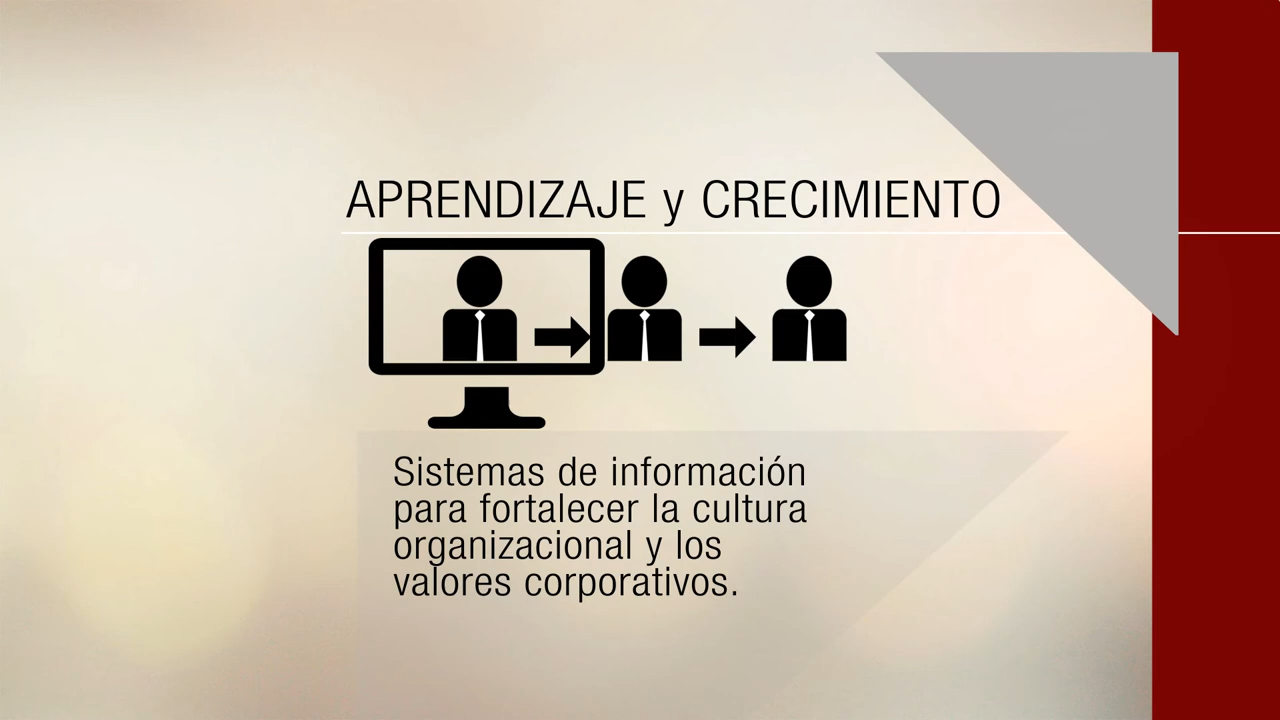 APRENDIZAJE y CRECIMIENTO
Sistemas de información
para fortalecer la cultura
organizacional y los
valores corporativos.